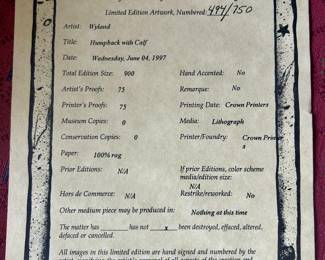 Limited Edition Artwork, Numbered: 494/750
Artist: Wyland
Title: Humpback with Calf
Date: Wednesday, June 04, 1997
Total Edition Size: 900 Hand Accented: No
Artist's Proofs: 75 Remarque: No
Printer's Proofs: 75 Printing Date: Crown Printers
Museum Copies: 0 Media: Lithograph
Conservation Copies: 0 Printer/Foundry: Crown Printer
s
Paper: 100% rag
Prior Editions: N/A If prior Editions, color scheme
media/edition size:
N/A
Hors de Commerce: N/A Restrike/reworked: No
Other medium piece may be produced in: Nothing at this time
The matter has has not x been destroyed, effaced, altered,
defaced or cancelled.
All images in this limited edition are hand signed and numbered by the